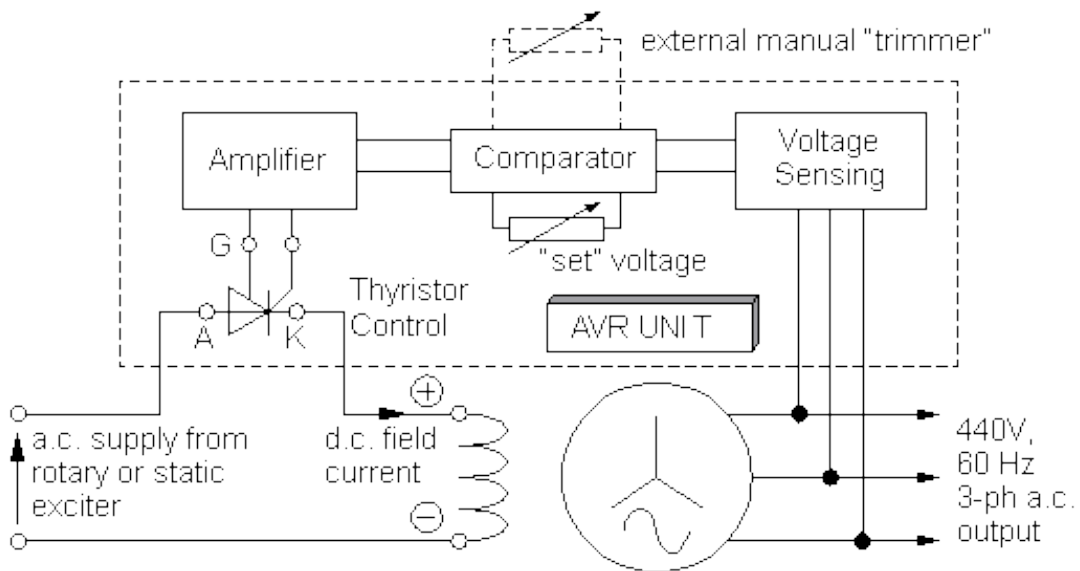 external manual "trimmer"
Amplifier
Comparator
Voltage
Sensing
G
"set" voltage
Thyristor
Control
A
K
AVR UNIT
+
a.c. supply from
rotary or static
exciter
d.c. field
current
−
440V,
60 Hz
3-ph a.c.
output